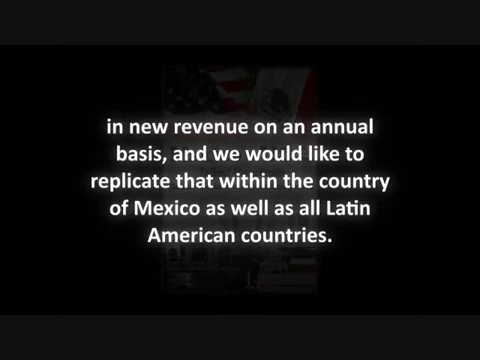 in new revenue on an annual
basis, and we would like to
replicate that within the country
of Mexico as well as all Latin
American countries.